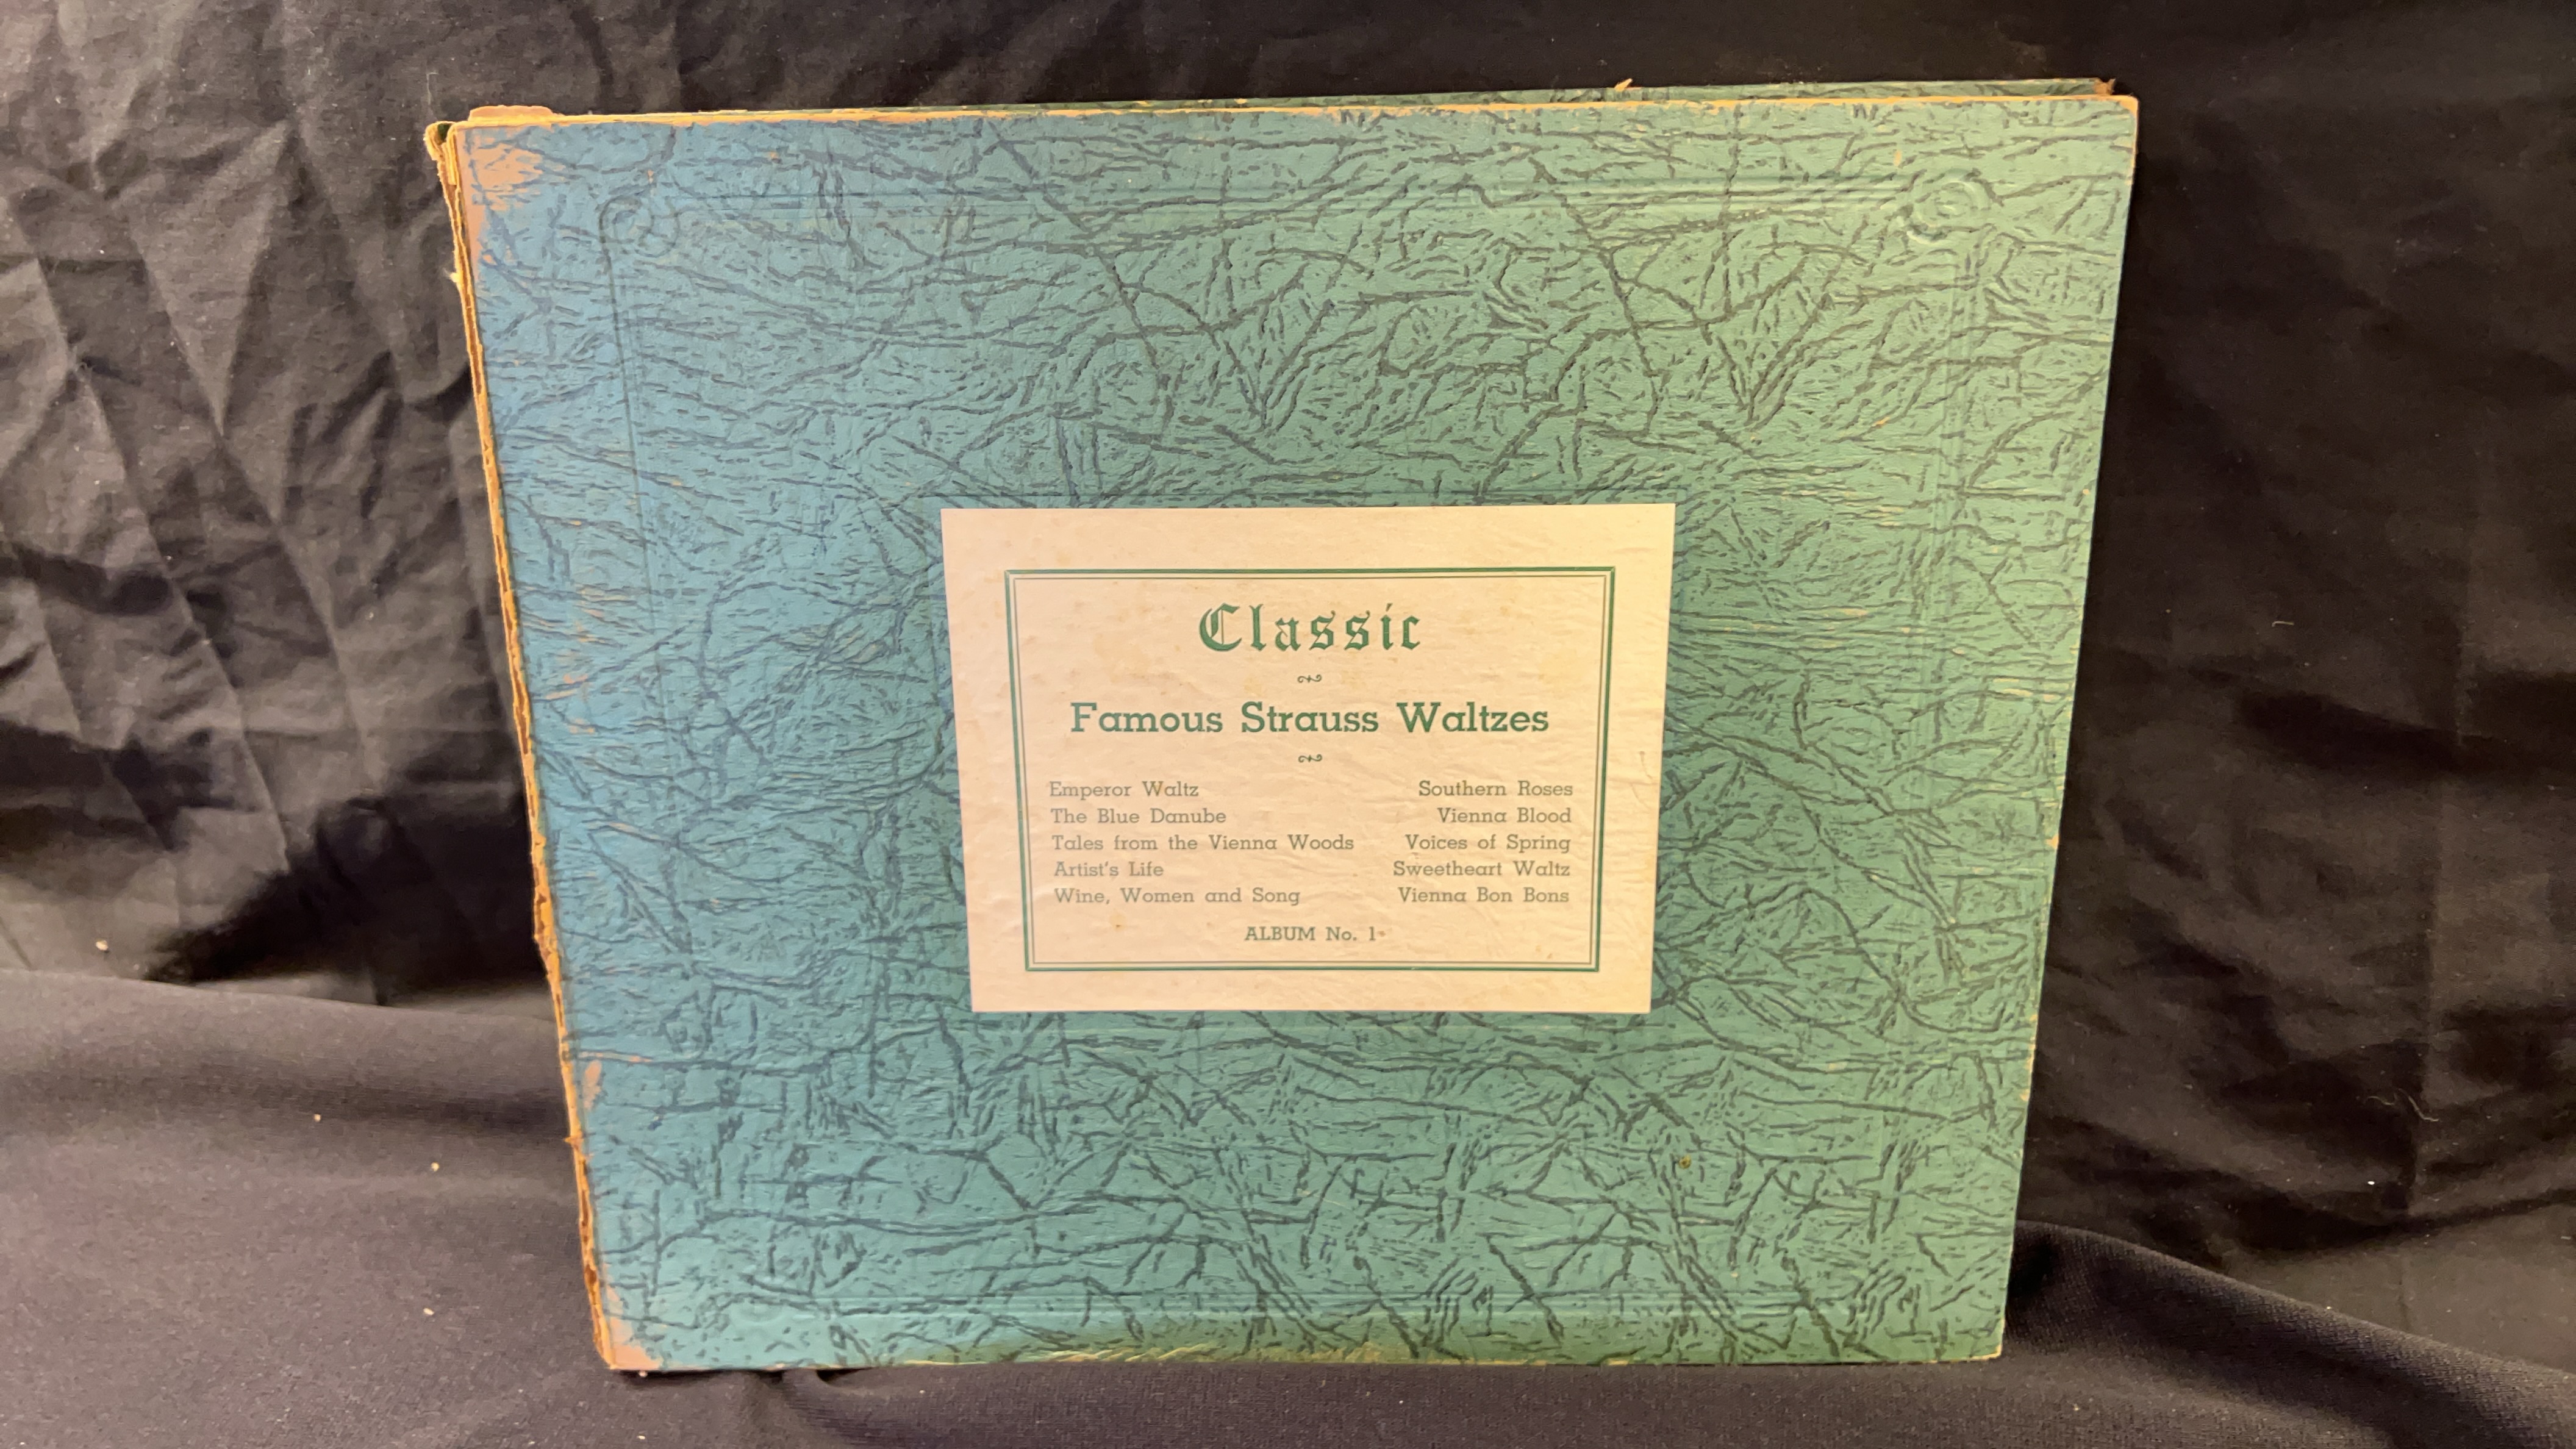 Classic
Famous Strauss Waltzes
Emperor Waltz Southern Roses
The Blue Danube Vienna Blood
Tales from the Vienna Woods Voices of Spring
Artist's Life Sweetheart Waltz
Wine, Women and Song Vienna Bon Bons
ALBUM No. 1